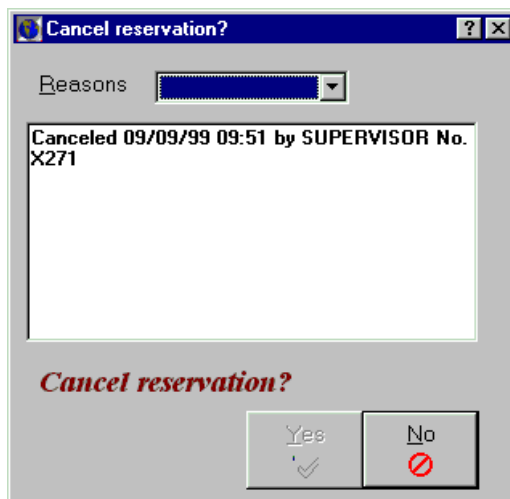 Cancel reservation?
Reasons
Canceled 09/09/99 09:51 by SUPERVISOR No.
X271
Cancel reservation?
Yes No